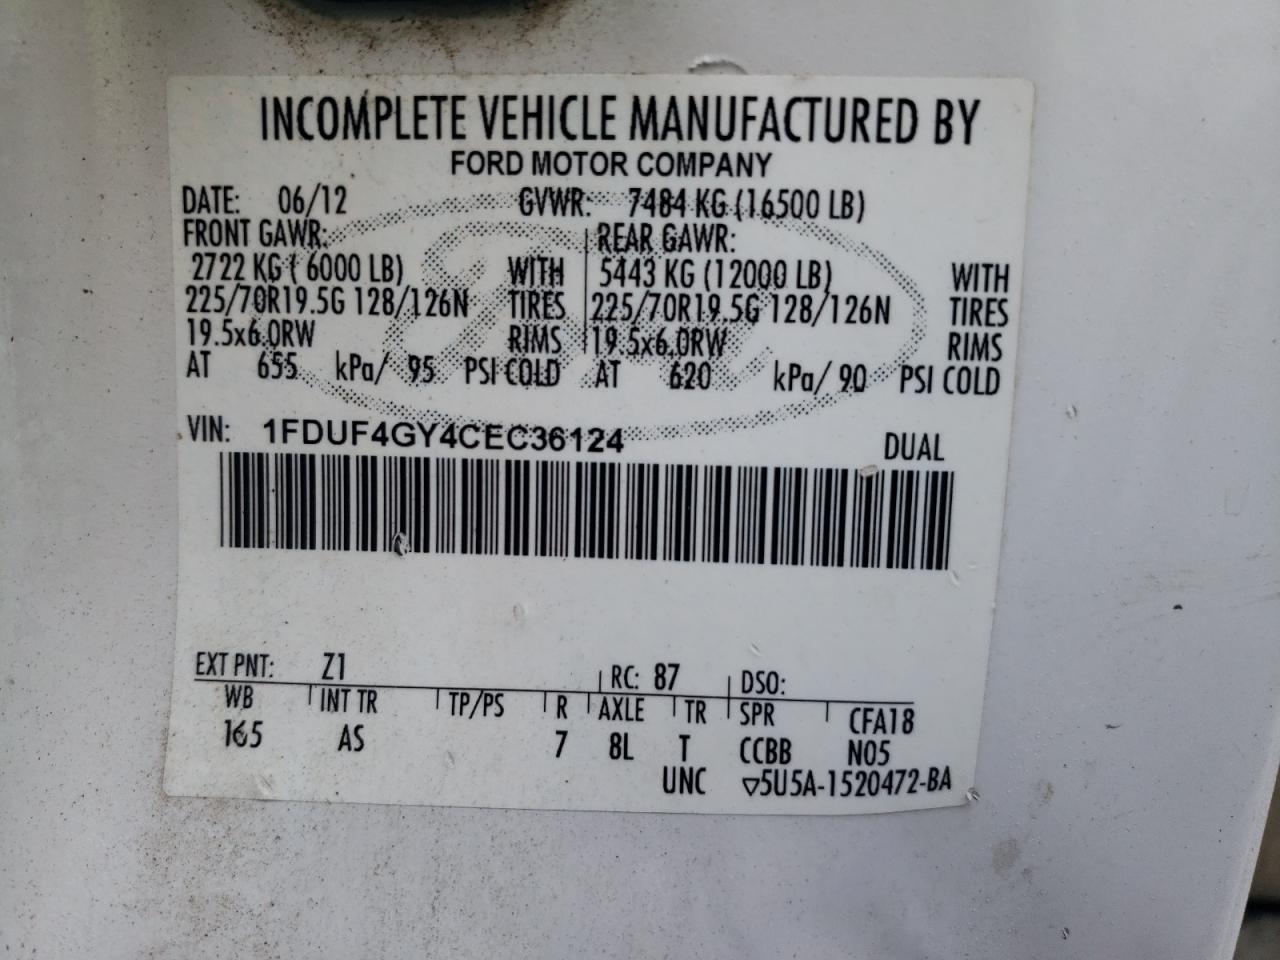 INCOMPLETE VEHICLE MANUFACTURED BY
FORD MOTOR COMPANY
DATE: 06/12 GVWR: 7484 KG (16500 LB)
FRONT GAWR: REAR GAWR:
2722 KG ( 6000 LB) WITH 5443 KG (12000 LB) WITH
225/70R19.5G 128/126N TIRES 225/70R19.5G 128/126N TIRES
19.5x6.0RW RIMS 19.5x6.0RW RIMS
AT 655 kPa/ 95 PSI COLD AT 620 kPa/ 90 PSI COLD
VIN: 1FDUF4GY4CEC36124 DUAL
EXT PNT: Z1 RC: 87 DSO:
WB INT TR TP/PS R AXLE TR SPR CFA18
165 AS 7 8L T CCBB N05
UNC ▽5U5A-1520472-BA